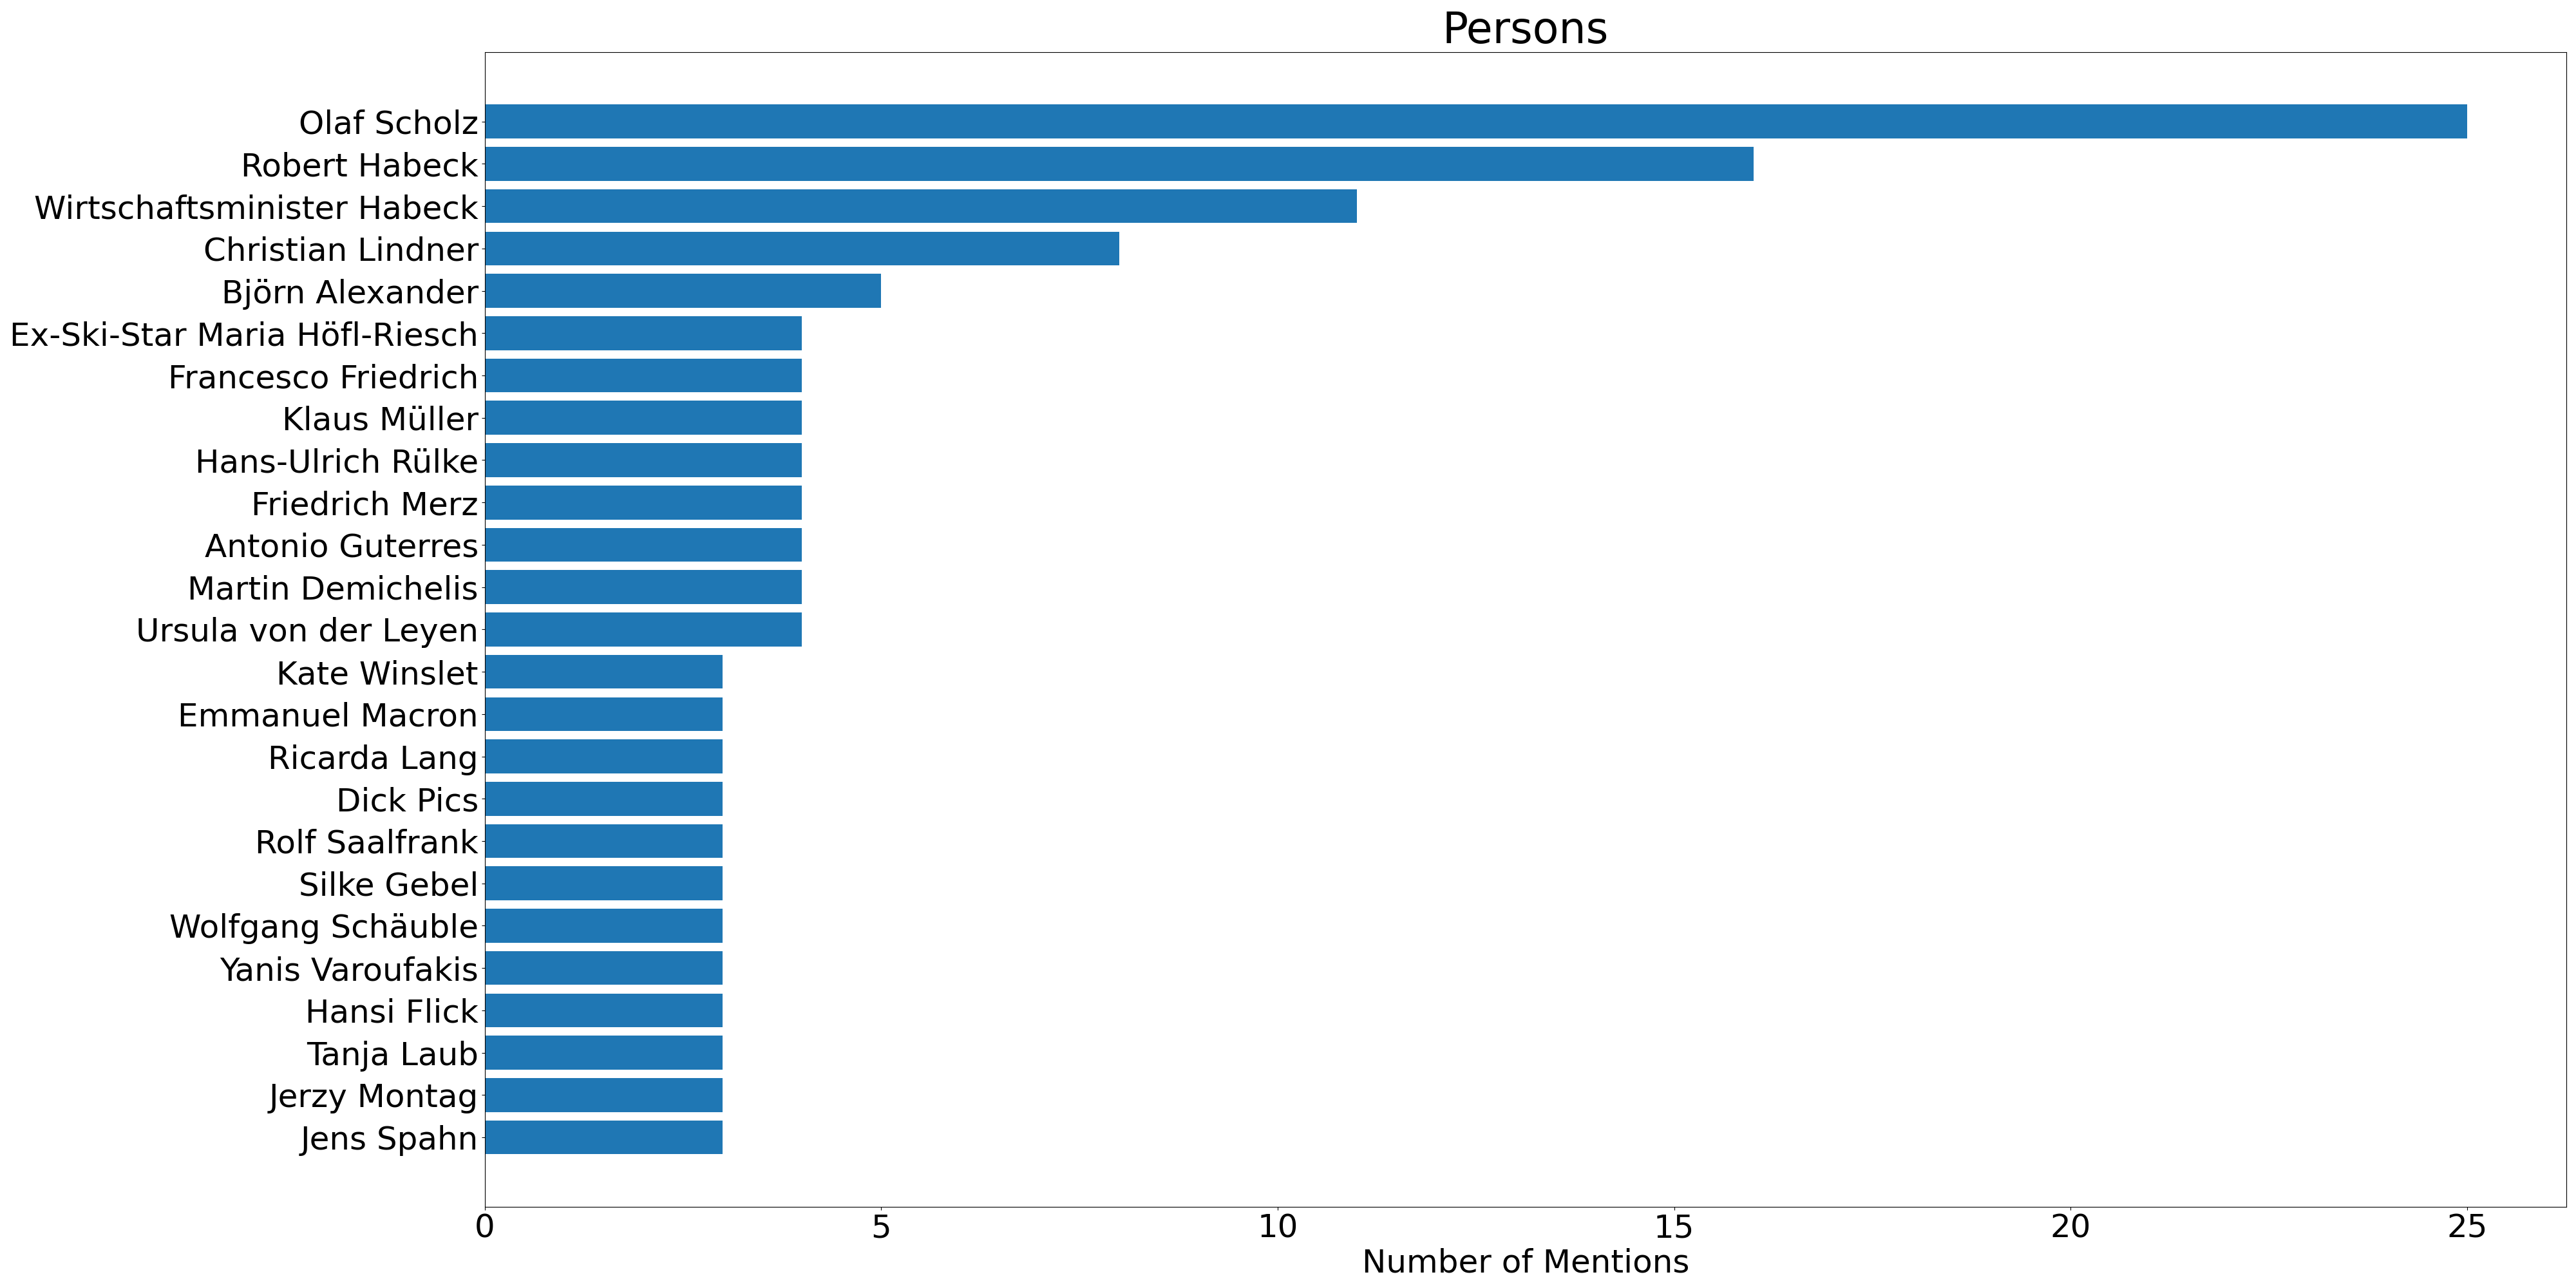 Persons
Olaf Scholz
Robert Habeck
Wirtschaftsminister Habeck
Christian Lindner
Björn Alexander
Ex-Ski-Star Maria Höfl-Riesch
Francesco Friedrich
Klaus Müller
Hans-Ulrich Rülke
Friedrich Merz
Antonio Guterres
Martin Demichelis
Ursula von der Leyen
Kate Winslet
Emmanuel Macron
Ricarda Lang
Dick Pics
Rolf Saalfrank
Silke Gebel
Wolfgang Schäuble
Yanis Varoufakis
Hansi Flick
Tanja Laub
Jerzy Montag
Jens Spahn
0 5 10 15 20 25
Number of Mentions